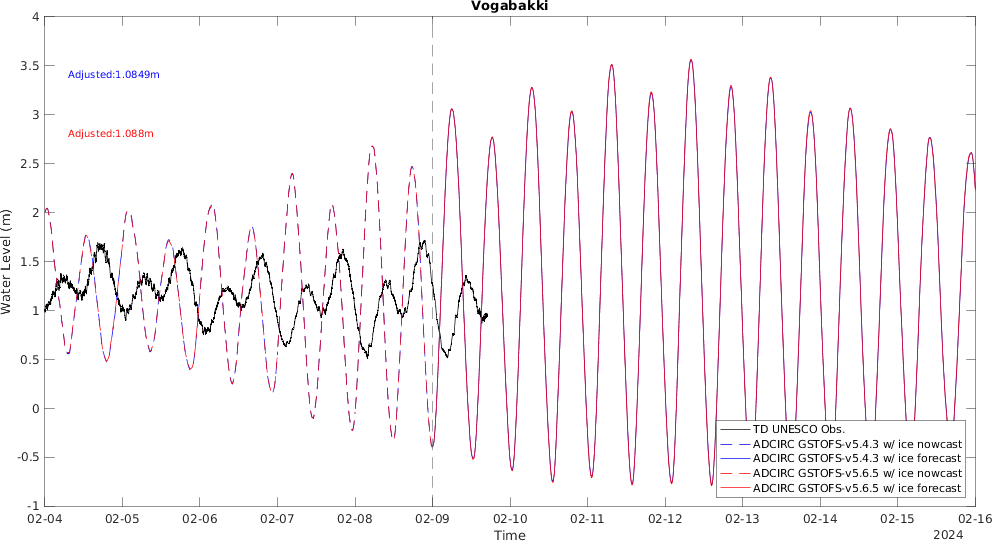 Vogabakki
4
3.5
3
2.5
2
1.5
1
0.5
0
-0.5
-1
Water Level (m)
Adjusted:1.0849m
Adjusted:1.088m
TD UNESCO Obs.
ADCIRC GSTOFS-v5.4.3 w/ ice nowcast
ADCIRC GSTOFS-v5.4.3 w/ ice forecast
ADCIRC GSTOFS-v5.6.5 w/ ice nowcast
ADCIRC GSTOFS-v5.6.5 w/ ice forecast
02-04 02-05 02-06 02-07 02-08 02-09 02-10 02-11 02-12 02-13 02-14 02-15 02-16
Time
2024